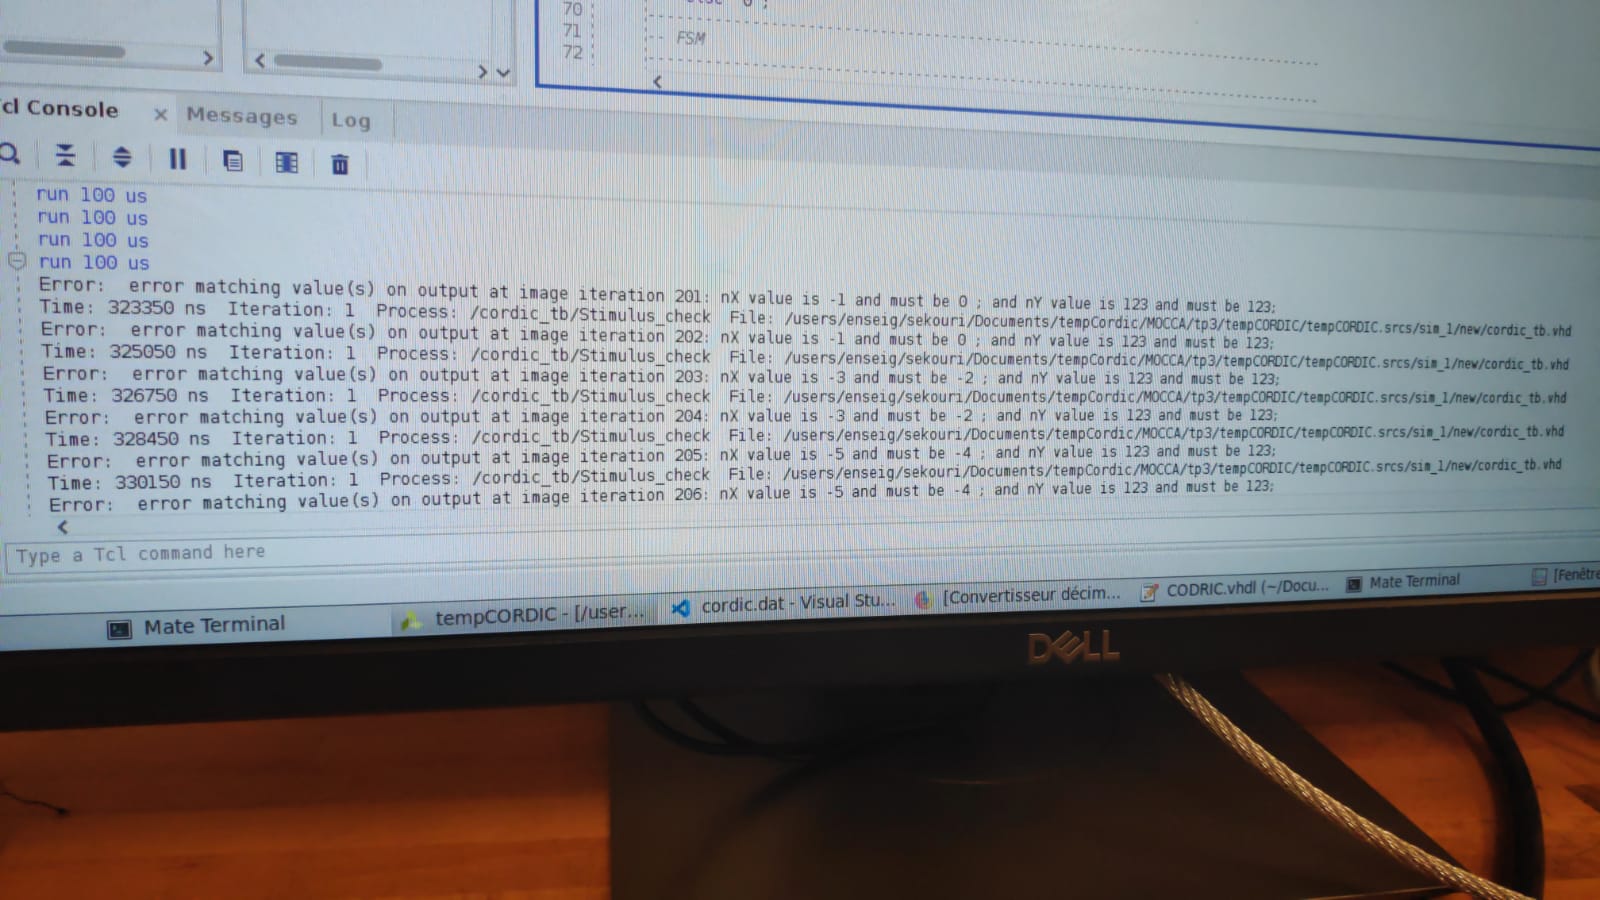 70
71
-- FSM
72
cl Console
Messages
Log
run 100 us
run 100 us
run 100 us
run 100 us
Error: error matching value(s) on output at image iteration 201: nX value is -1 and must be 0 ; and nY value is 123 and must be 123;
Time: 323350 ns Iteration: 1 Process: /cordic_tb/Stimulus_check File: /users/enseig/sekouri/Documents/tempCordic/MOCCA/tp3/tempCORDIC/tempCORDIC.srcs/sim_1/new/cordic_tb.vhd
Error: error matching value(s) on output at image iteration 202: nX value is -1 and must be 0 ; and nY value is 123 and must be 123;
Time: 325050 ns Iteration: 1 Process: /cordic_tb/Stimulus_check File: /users/enseig/sekouri/Documents/tempCordic/MOCCA/tp3/tempCORDIC/tempCORDIC.srcs/sim_1/new/cordic_tb.vhd
Error: error matching value(s) on output at image iteration 203: nX value is -3 and must be -2 ; and nY value is 123 and must be 123;
Time: 326750 ns Iteration: 1 Process: /cordic_tb/Stimulus_check File: /users/enseig/sekouri/Documents/tempCordic/MOCCA/tp3/tempCORDIC/tempCORDIC.srcs/sim_1/new/cordic_tb.vhd
Error: error matching value(s) on output at image iteration 204: nX value is -3 and must be -2 ; and nY value is 123 and must be 123;
Time: 328450 ns Iteration: 1 Process: /cordic_tb/Stimulus_check File: /users/enseig/sekouri/Documents/tempCordic/MOCCA/tp3/tempCORDIC/tempCORDIC.srcs/sim_1/new/cordic_tb.vhd
Error: error matching value(s) on output at image iteration 205: nX value is -5 and must be -4 ; and nY value is 123 and must be 123;
Time: 330150 ns Iteration: 1 Process: /cordic_tb/Stimulus_check File: /users/enseig/sekouri/Documents/tempCordic/MOCCA/tp3/tempCORDIC/tempCORDIC.srcs/sim_1/new/cordic_tb.vhd
Error: error matching value(s) on output at image iteration 206: nX value is -5 and must be -4 ; and nY value is 123 and must be 123;
Type a Tcl command here
Mate Terminal
tempCORDIC - [/user...
cordic.dat - Visual Stu...
[Convertisseur décim...
CODRIC.vhdl (~/Docu...
Mate Terminal
[Fenêtre
DELL